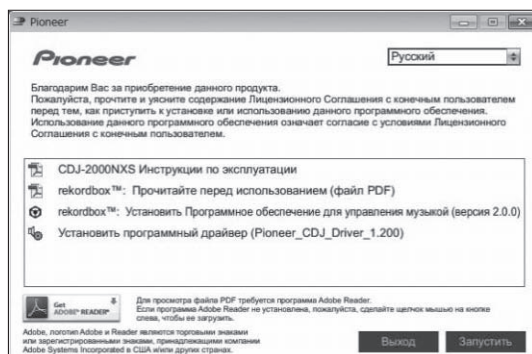 Pioneer
Pioneer
Русский
Благодарим Вас за приобретение данного продукта.
Пожалуйста, прочтите и уясните содержание Лицензионного Соглашения с конечным пользователем
перед тем, как приступить к установке или использованию данного программного обеспечения.
Использование данного программного обеспечения означает согласие с условиями Лицензионного
Соглашения с конечным пользователем.
CDJ-2000NXS Инструкции по эксплуатации
rekordbox™: Прочитайте перед использованием (файл PDF)
rekordbox™: Установить Программное обеспечение для управления музыкой (версия 2.0.0)
Установить программный драйвер (Pioneer_CDJ_Driver_1.200)
Get
ADOBE® READER®
Для просмотра файла PDF требуется программа Adobe Reader.
Если программа Adobe Reader не установлена, пожалуйста, сделайте щелчок мышью на кнопке
слева, чтобы ее загрузить.
Adobe, логотип Adobe и Reader являются торговыми знаками
или зарегистрированными знаками, принадлежащими компании
Adobe Systems Incorporated в США и/или других странах.
Выход
Запустить